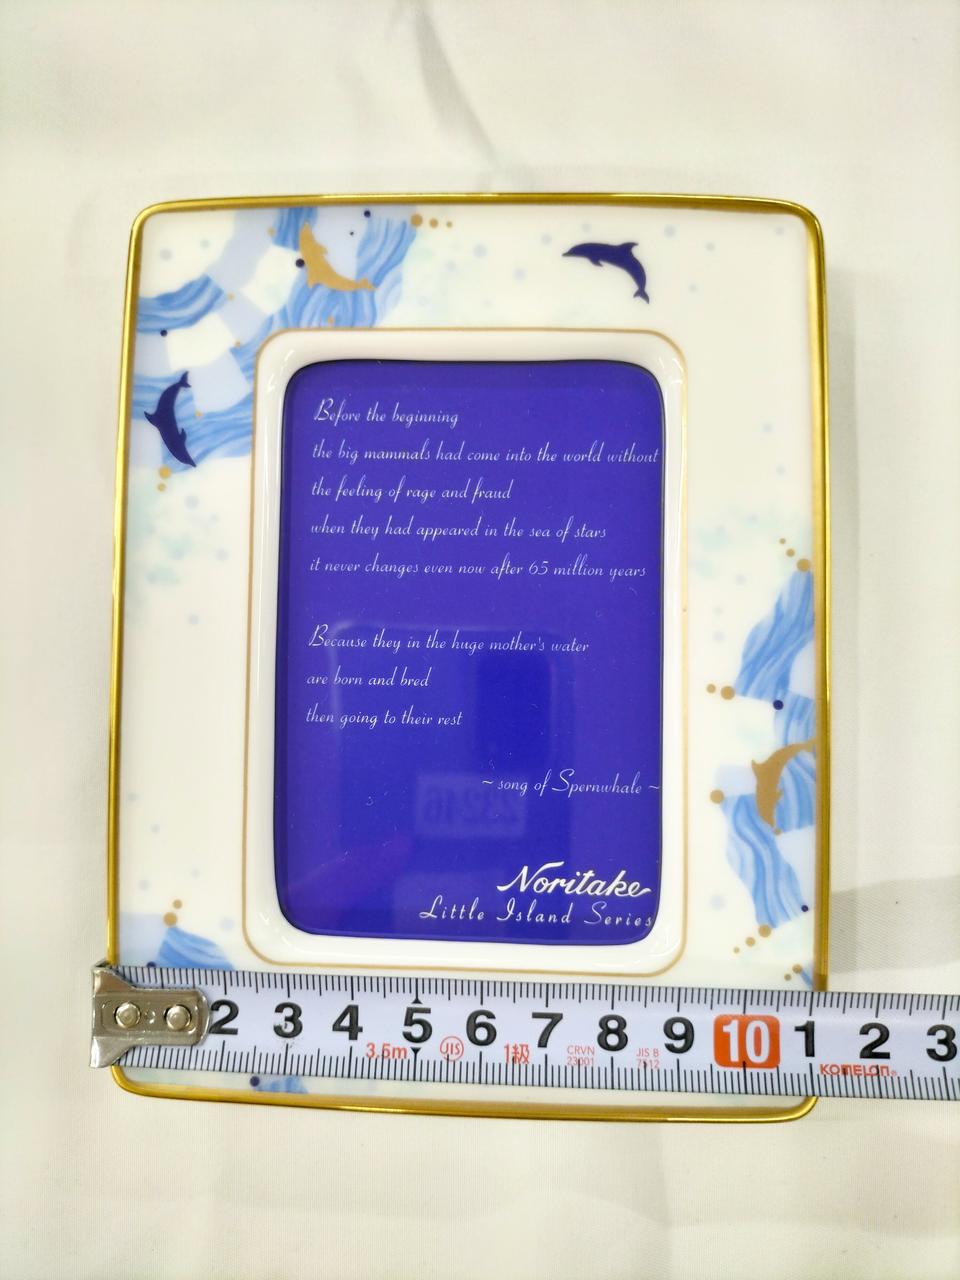 Before the beginning
the big mammals had come into the world without
the feeling of rage and fraud
when they had appeared in the sea of stars
it never changes even now after 65 million years
Because they in the huge mother's water
are born and bred
then going to their rest
~ song of Spernwhale ~
Noritake
Little Island Series
2 3 4 5 6 7 8 9 10 1 2 3
3.5m JIS 1級 CRVN 23001 JIS B 7512 KOMELON